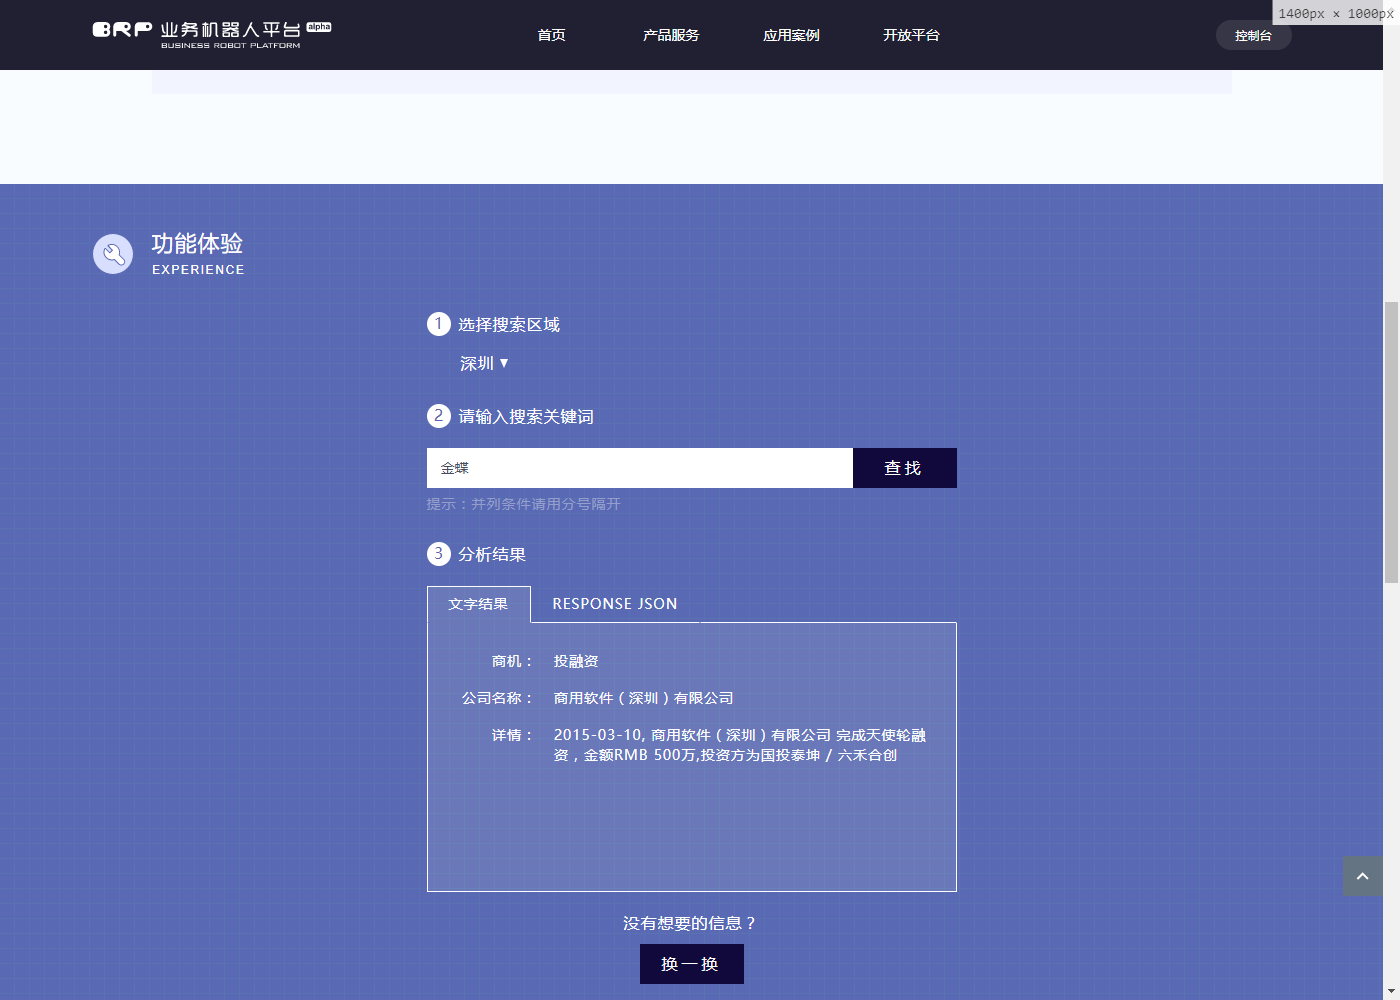 BRP 业务机器人平台 alpha
BUSINESS ROBOT PLATFORM
首页
产品服务
应用案例
开放平台
控制台
1400px × 1000px
功能体验
EXPERIENCE
1 选择搜索区域
深圳 ▼
2 请输入搜索关键词
金蝶
查找
提示：并列条件请用分号隔开
3 分析结果
文字结果
RESPONSE JSON
商机： 投融资
公司名称： 商用软件（深圳）有限公司
详情： 2015-03-10, 商用软件（深圳）有限公司 完成天使轮融
资，金额RMB 500万,投资方为国投泰坤 / 六禾合创
没有想要的信息？
换一换